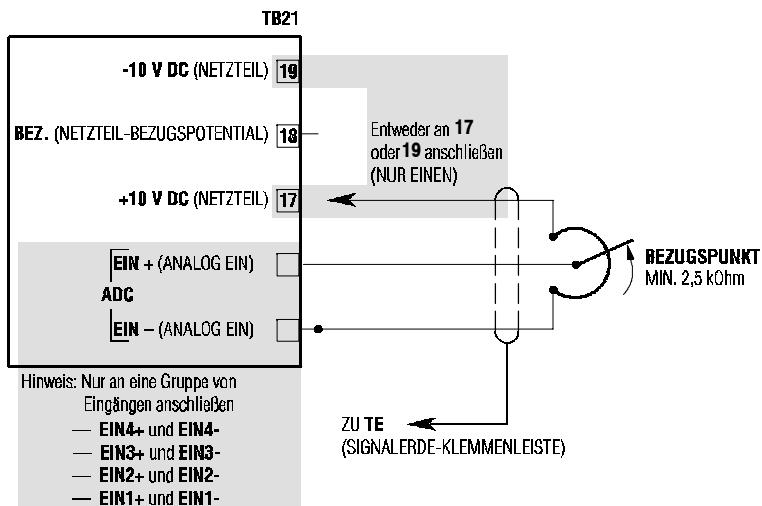 TB21
-10 V DC (NETZTEIL) 19
BEZ. (NETZTEIL-BEZUGSPOTENTIAL) 18
+10 V DC (NETZTEIL) 17
Entweder an 17
oder 19 anschließen
(NUR EINEN)
EIN + (ANALOG EIN)
ADC
EIN – (ANALOG EIN)
BEZUGSPUNKT
MIN. 2,5 kOhm
Hinweis: Nur an eine Gruppe von
Eingängen anschließen
— EIN4+ und EIN4-
— EIN3+ und EIN3-
— EIN2+ und EIN2-
— EIN1+ und EIN1-
ZU TE
(SIGNALERDE-KLEMMENLEISTE)